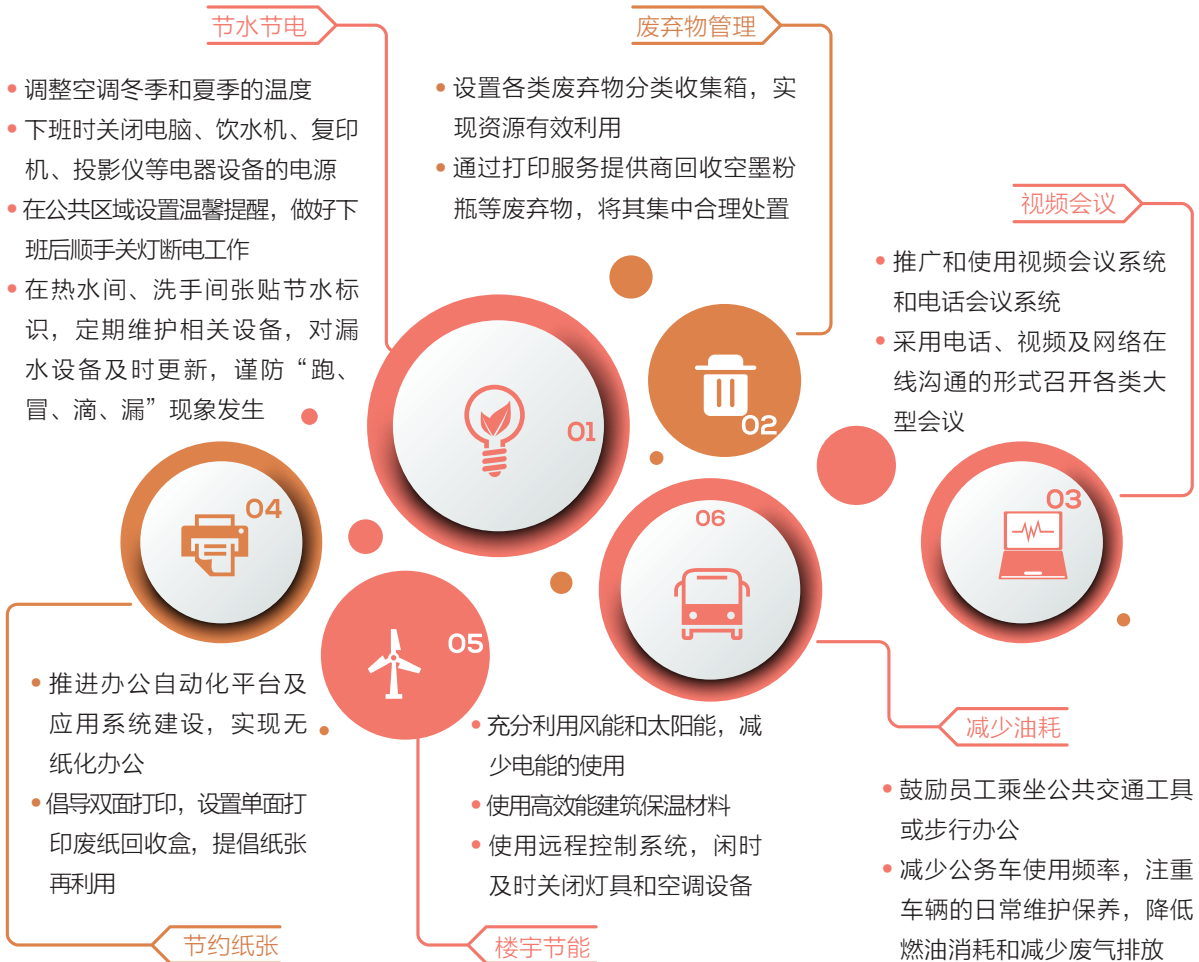 节水节电
• 调整空调冬季和夏季的温度
• 下班时关闭电脑、饮水机、复印
机、投影仪等电器设备的电源
• 在公共区域设置温馨提醒，做好下
班后顺手关灯断电工作
• 在热水间、洗手间张贴节水标
识，定期维护相关设备，对漏
水设备及时更新，谨防“跑、
冒、滴、漏”现象发生
01
废弃物管理
• 设置各类废弃物分类收集箱，实
现资源有效利用
• 通过打印服务提供商回收空墨粉
瓶等废弃物，将其集中合理处置
02
视频会议
• 推广和使用视频会议系统
和电话会议系统
• 采用电话、视频及网络在
线沟通的形式召开各类大
型会议
03
04
• 推进办公自动化平台及
应用系统建设，实现无
纸化办公
• 倡导双面打印，设置单面打
印废纸回收盒，提倡纸张
再利用
节约纸张
05
• 充分利用风能和太阳能，减
少电能的使用
• 使用高效能建筑保温材料
• 使用远程控制系统，闲时
及时关闭灯具和空调设备
楼宇节能
06
减少油耗
• 鼓励员工乘坐公共交通工具
或步行办公
• 减少公务车使用频率，注重
车辆的日常维护保养，降低
燃油消耗和减少废气排放